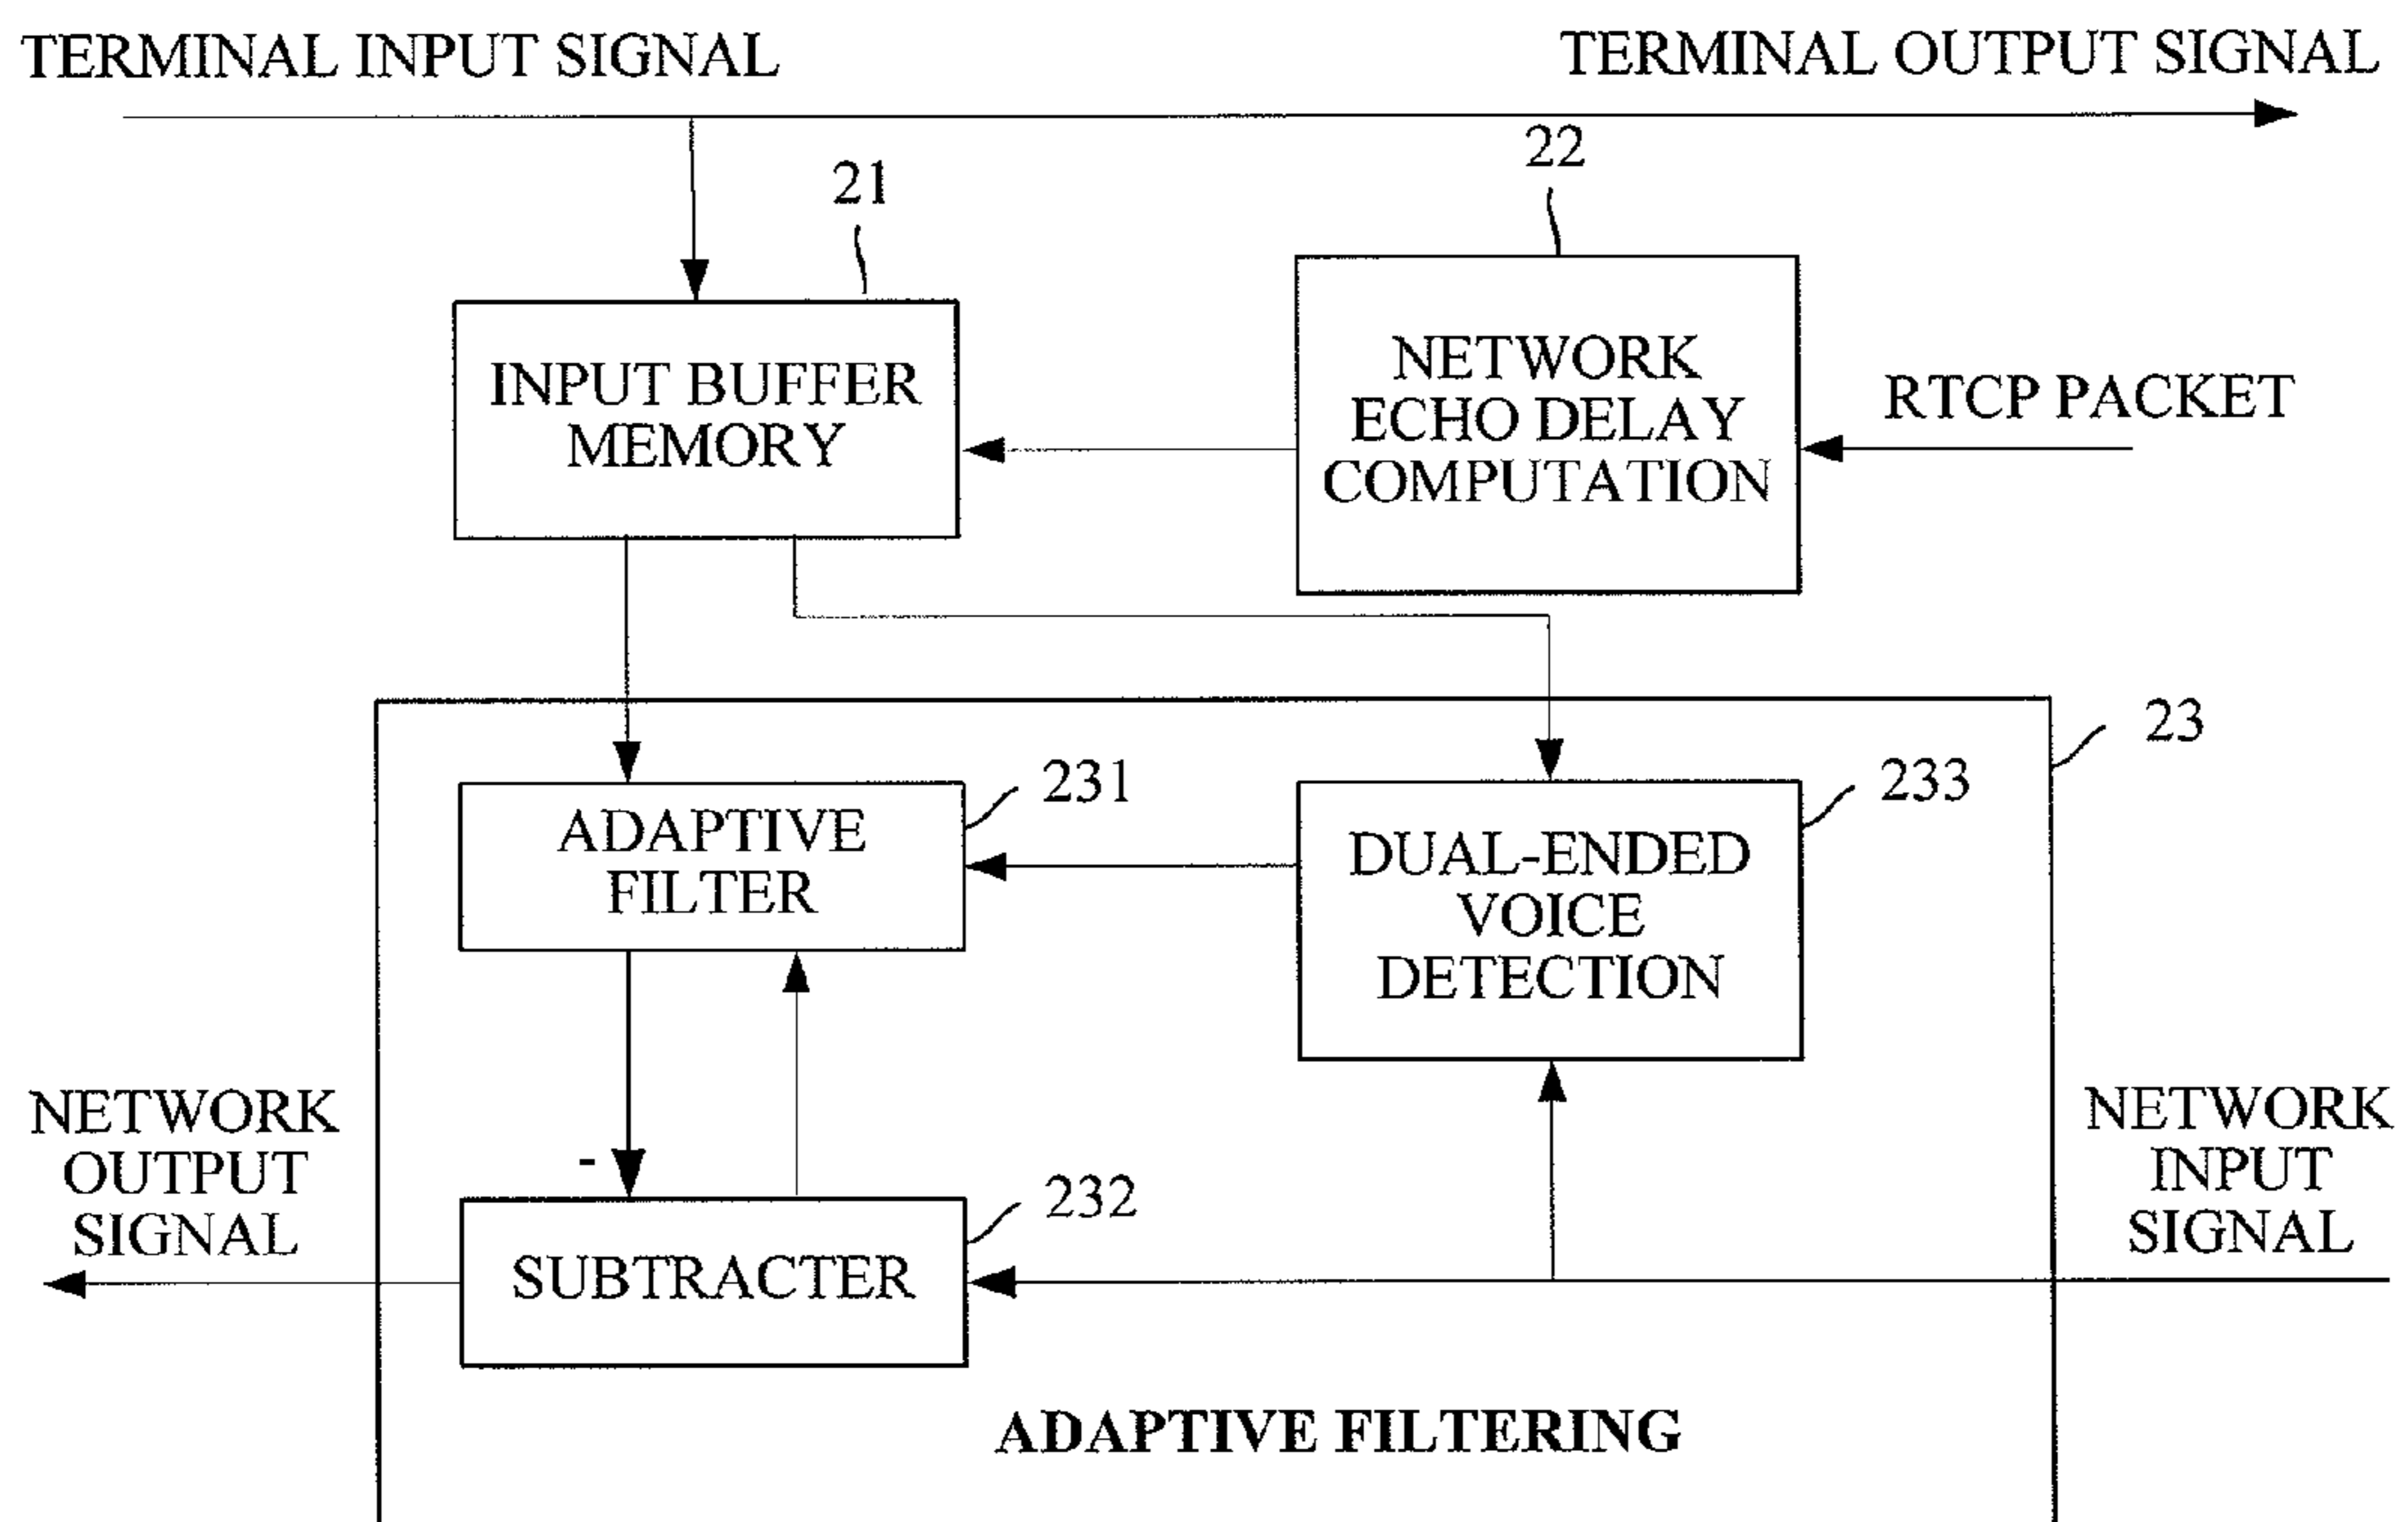 TERMINAL INPUT SIGNAL
TERMINAL OUTPUT SIGNAL
21
22
INPUT BUFFER
MEMORY
NETWORK
ECHO DELAY
COMPUTATION
RTCP PACKET
23
231
233
ADAPTIVE
FILTER
DUAL-ENDED
VOICE
DETECTION
NETWORK
OUTPUT
SIGNAL
-
232
SUBTRACTER
NETWORK
INPUT
SIGNAL
ADAPTIVE FILTERING